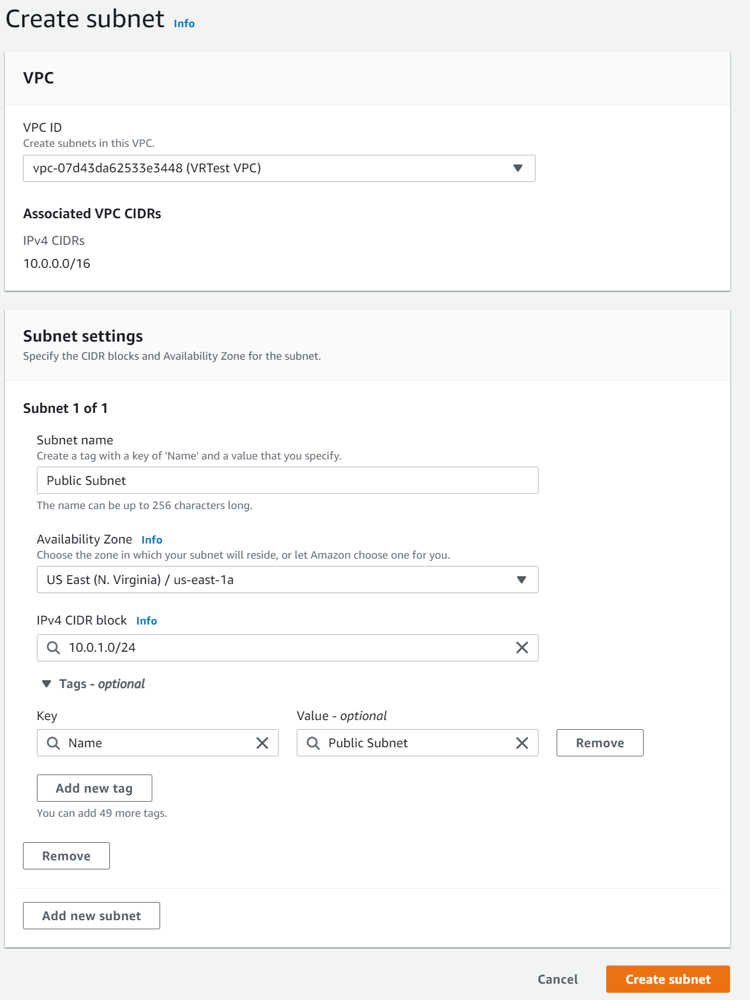 Create subnet Info
VPC
VPC ID
Create subnets in this VPC.
vpc-07d43da62533e3448 (VRTest VPC)
Associated VPC CIDRs
IPv4 CIDRs
10.0.0.0/16
Subnet settings
Specify the CIDR blocks and Availability Zone for the subnet.
Subnet 1 of 1
Subnet name
Create a tag with a key of 'Name' and a value that you specify.
Public Subnet
The name can be up to 256 characters long.
Availability Zone Info
Choose the zone in which your subnet will reside, or let Amazon choose one for you.
US East (N. Virginia) / us-east-1a
IPv4 CIDR block Info
10.0.1.0/24
Tags - optional
Key Value - optional
Name Public Subnet Remove
Add new tag
You can add 49 more tags.
Remove
Add new subnet
Cancel Create subnet